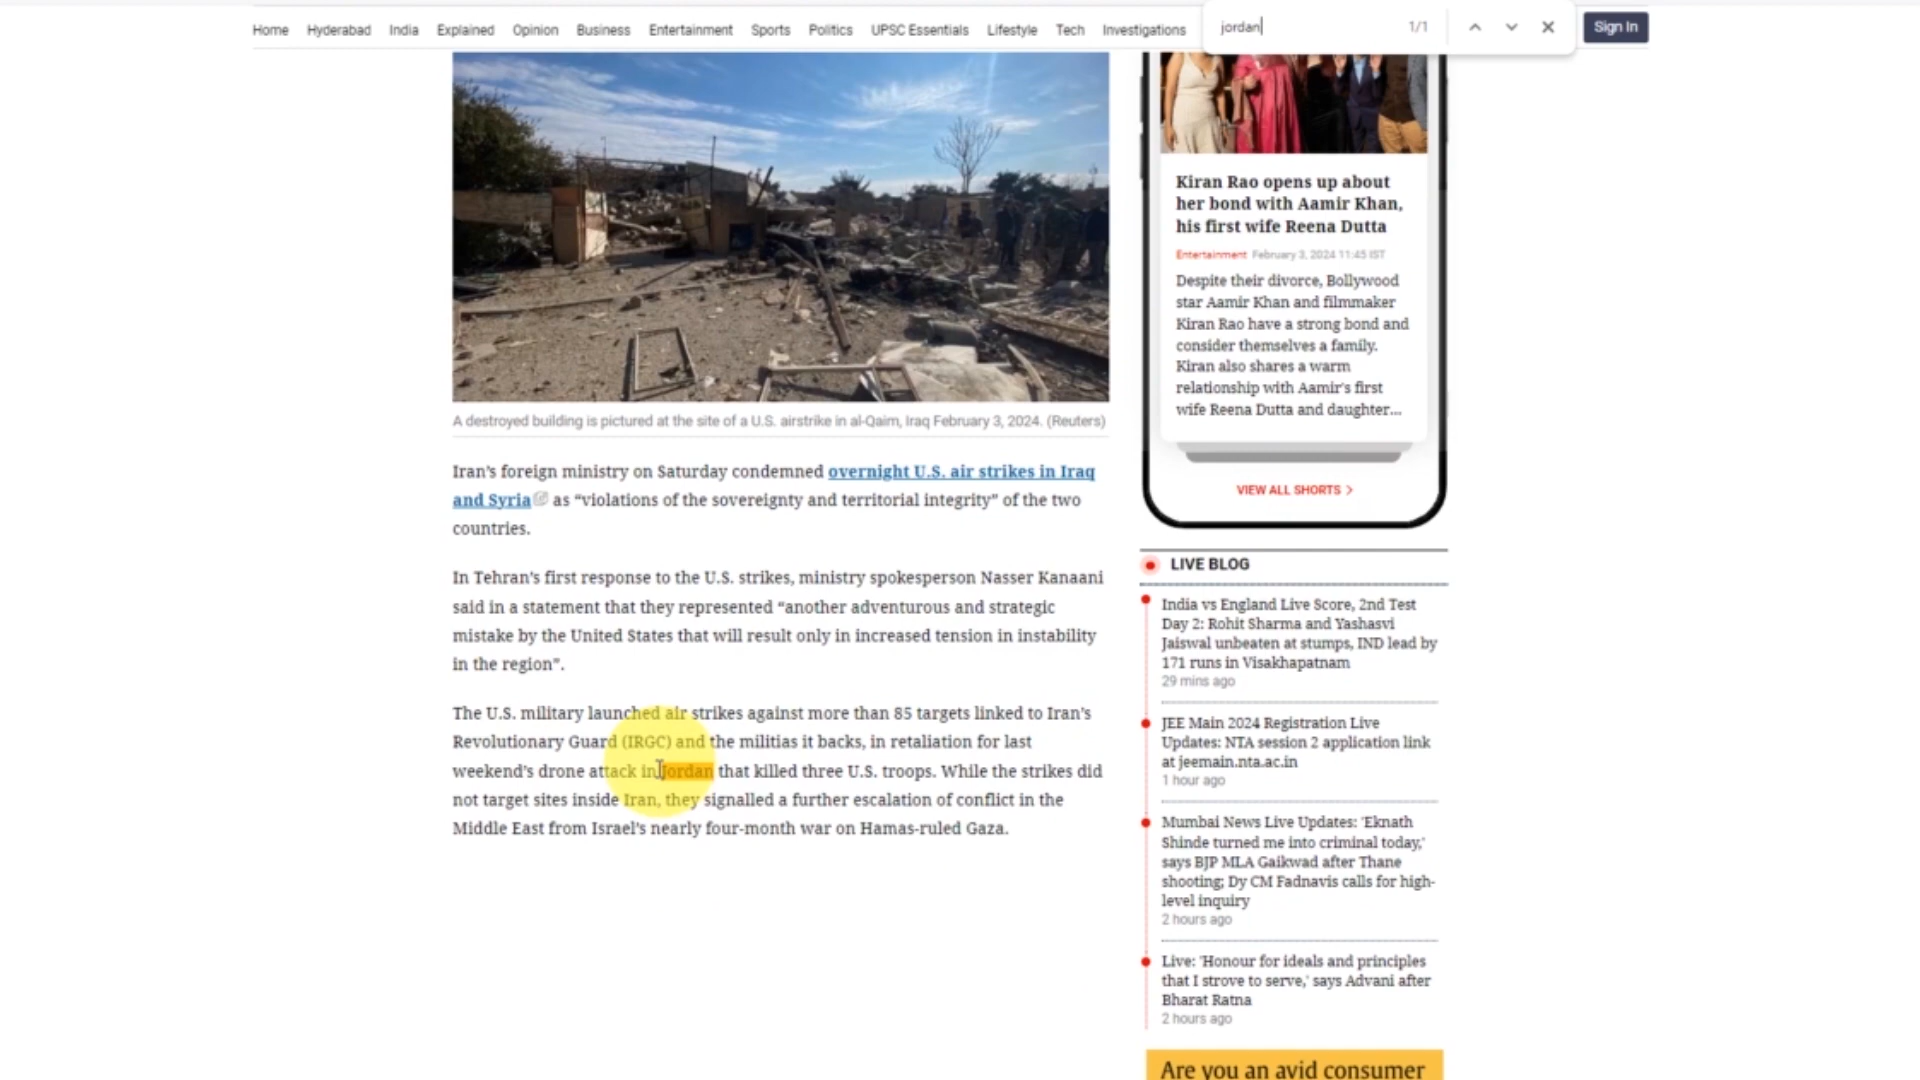 Home Hyderabad India Explained Opinion Business Entertainment Sports Politics UPSC Essentials Lifestyle Tech Investigations
jordan 1/1
Sign In
A destroyed building is pictured at the site of a U.S. airstrike in al-Qaim, Iraq February 3, 2024. (Reuters)
Iran’s foreign ministry on Saturday condemned overnight U.S. air strikes in Iraq
and Syria as “violations of the sovereignty and territorial integrity” of the two
countries.
In Tehran’s first response to the U.S. strikes, ministry spokesperson Nasser Kanaani
said in a statement that they represented “another adventurous and strategic
mistake by the United States that will result only in increased tension in instability
in the region”.
The U.S. military launched air strikes against more than 85 targets linked to Iran’s
Revolutionary Guard (IRGC) and the militias it backs, in retaliation for last
weekend’s drone attack in Jordan that killed three U.S. troops. While the strikes did
not target sites inside Iran, they signalled a further escalation of conflict in the
Middle East from Israel’s nearly four-month war on Hamas-ruled Gaza.
Kiran Rao opens up about
her bond with Aamir Khan,
his first wife Reena Dutta
Entertainment February 3, 2024 11:45 IST
Despite their divorce, Bollywood
star Aamir Khan and filmmaker
Kiran Rao have a strong bond and
consider themselves a family.
Kiran also shares a warm
relationship with Aamir's first
wife Reena Dutta and daughter...
VIEW ALL SHORTS
LIVE BLOG
India vs England Live Score, 2nd Test
Day 2: Rohit Sharma and Yashasvi
Jaiswal unbeaten at stumps, IND lead by
171 runs in Visakhapatnam
29 mins ago
JEE Main 2024 Registration Live
Updates: NTA session 2 application link
at jeemain.nta.ac.in
1 hour ago
Mumbai News Live Updates: 'Eknath
Shinde turned me into criminal today,'
says BJP MLA Gaikwad after Thane
shooting; Dy CM Fadnavis calls for high-
level inquiry
2 hours ago
Live: 'Honour for ideals and principles
that I strove to serve,' says Advani after
Bharat Ratna
2 hours ago
Are you an avid consumer